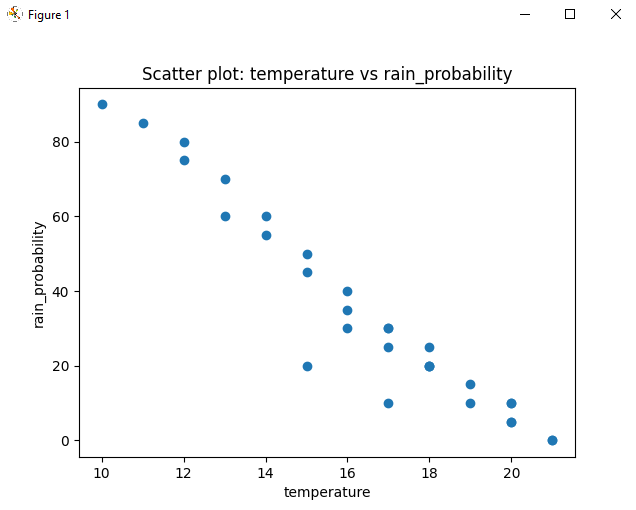 Figure 1
Scatter plot: temperature vs rain_probability
80
60
40
20
0
rain_probability
10 12 14 16 18 20
temperature